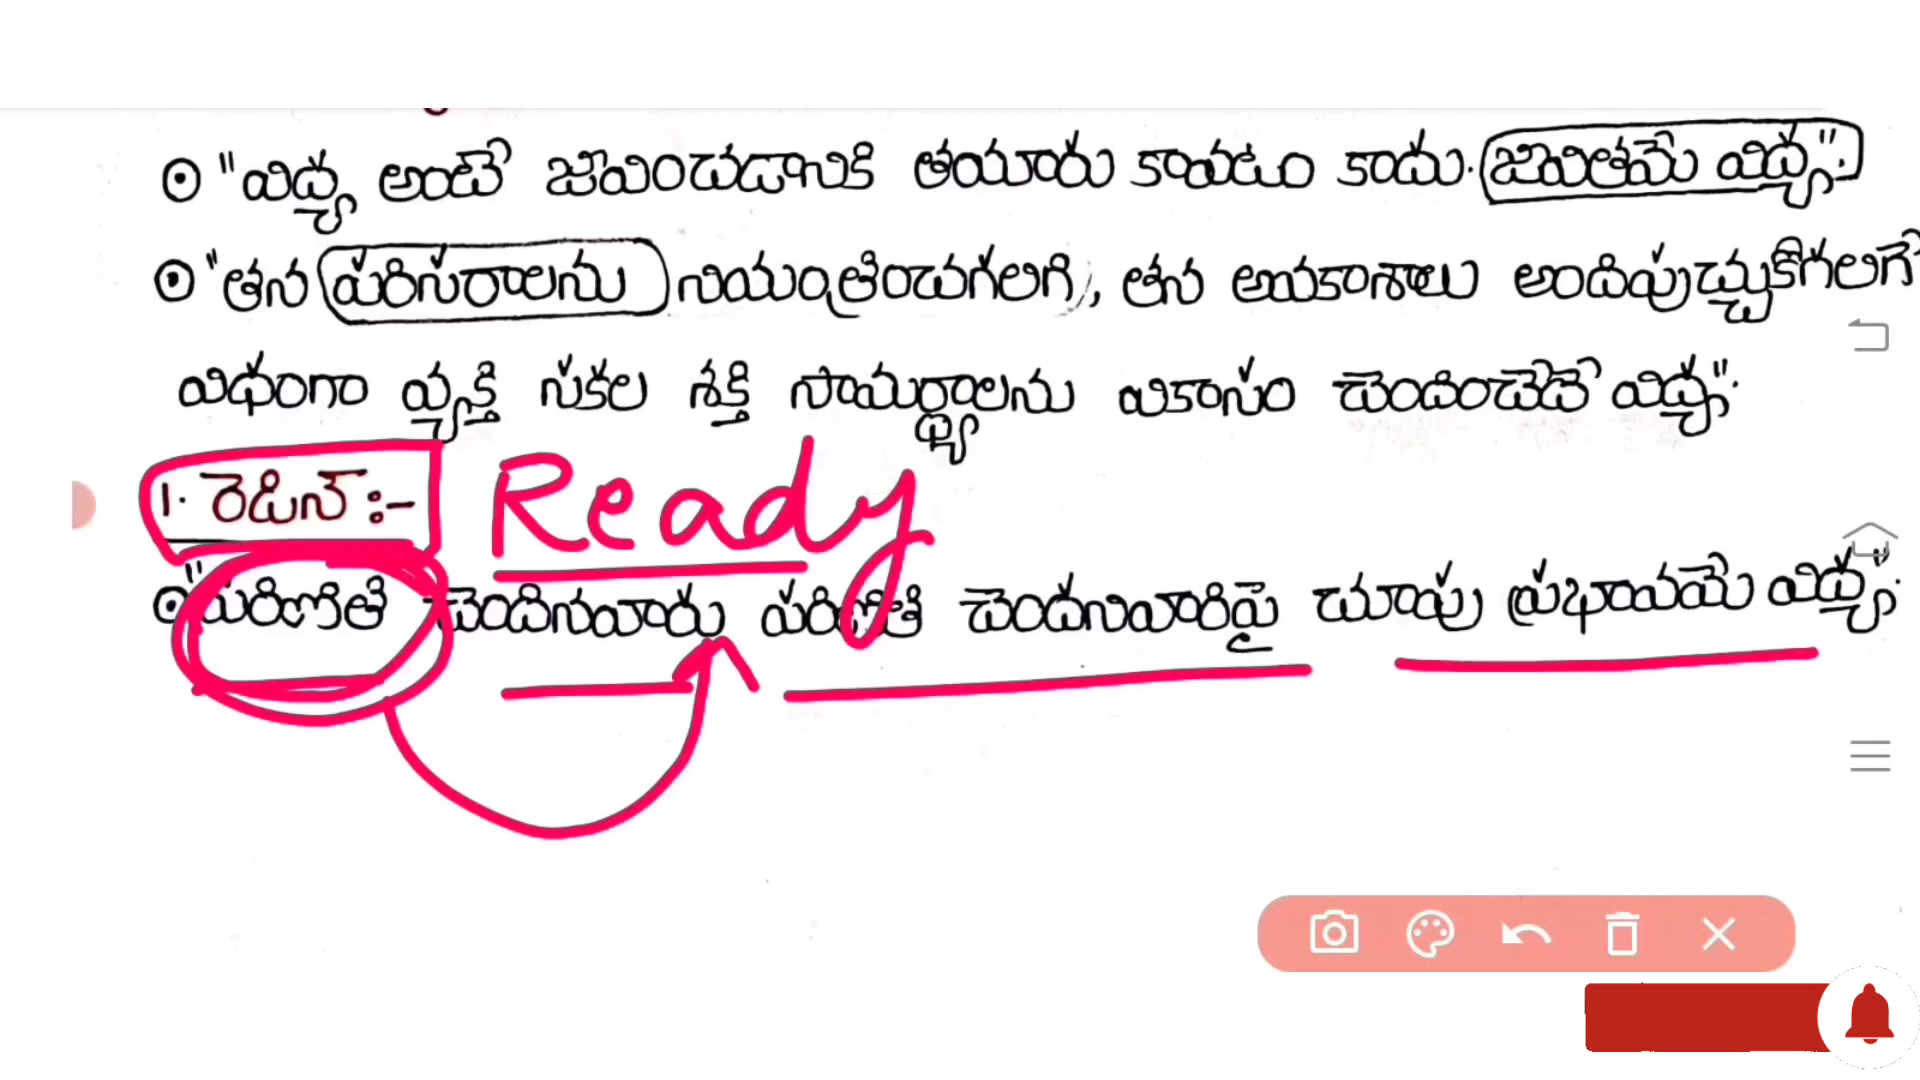 ⊙ "విద్య అంటే జీవించడానికి తయారు కావటం కాదు. జీవితమే విద్య".
⊙ "తన పరిసరాలను నియంత్రించగలిగి, తన అవకాశాలు అందిపుచ్చుకోగలిగే
విధంగా వ్యక్తి సకల శక్తి సామర్థ్యాలను వికాసం చెందించేదే విద్య".
1. రెడిన్ :- Ready
⊙ "పరిణితి చెందినవారు పరిణితి చెందనివారిపై చూపు ప్రభావమే విద్య".